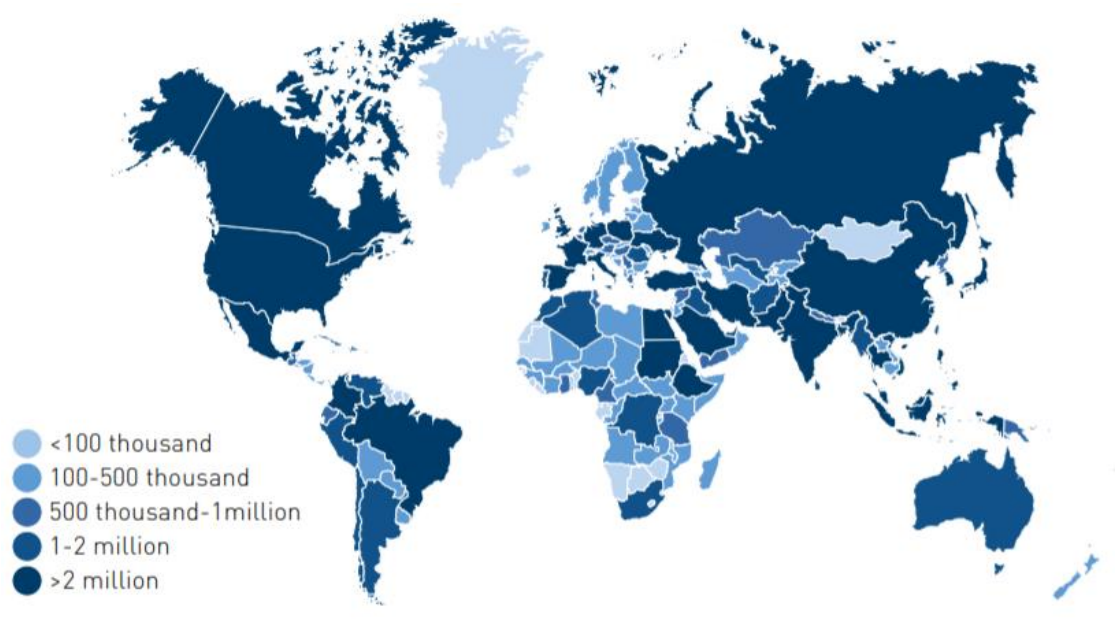 <100 thousand
100-500 thousand
500 thousand-1million
1-2 million
>2 million